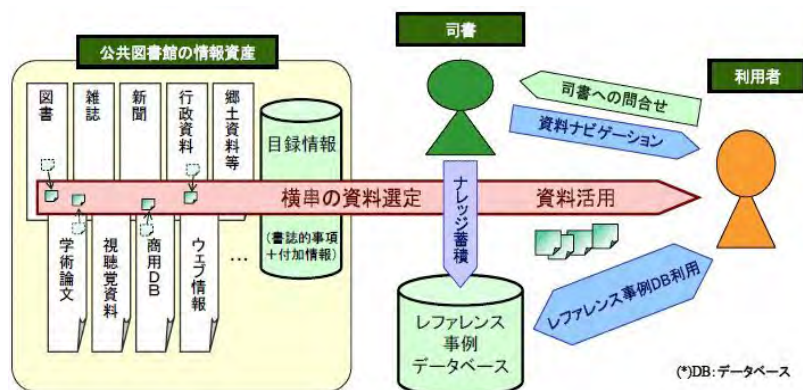 公共図書館の情報資産
司書
利用者
図書
雑誌
新聞
行政資料
郷土資料等
目録情報
(書誌的事項
+付加情報)
学術論文
視聴覚資料
商用DB
ウェブ情報
…
横串の資料選定
資料活用
司書への問合せ
資料ナビゲーション
ナレッジ蓄積
レファレンス
事例
データベース
レファレンス事例DB利用
(*)DB:データベース